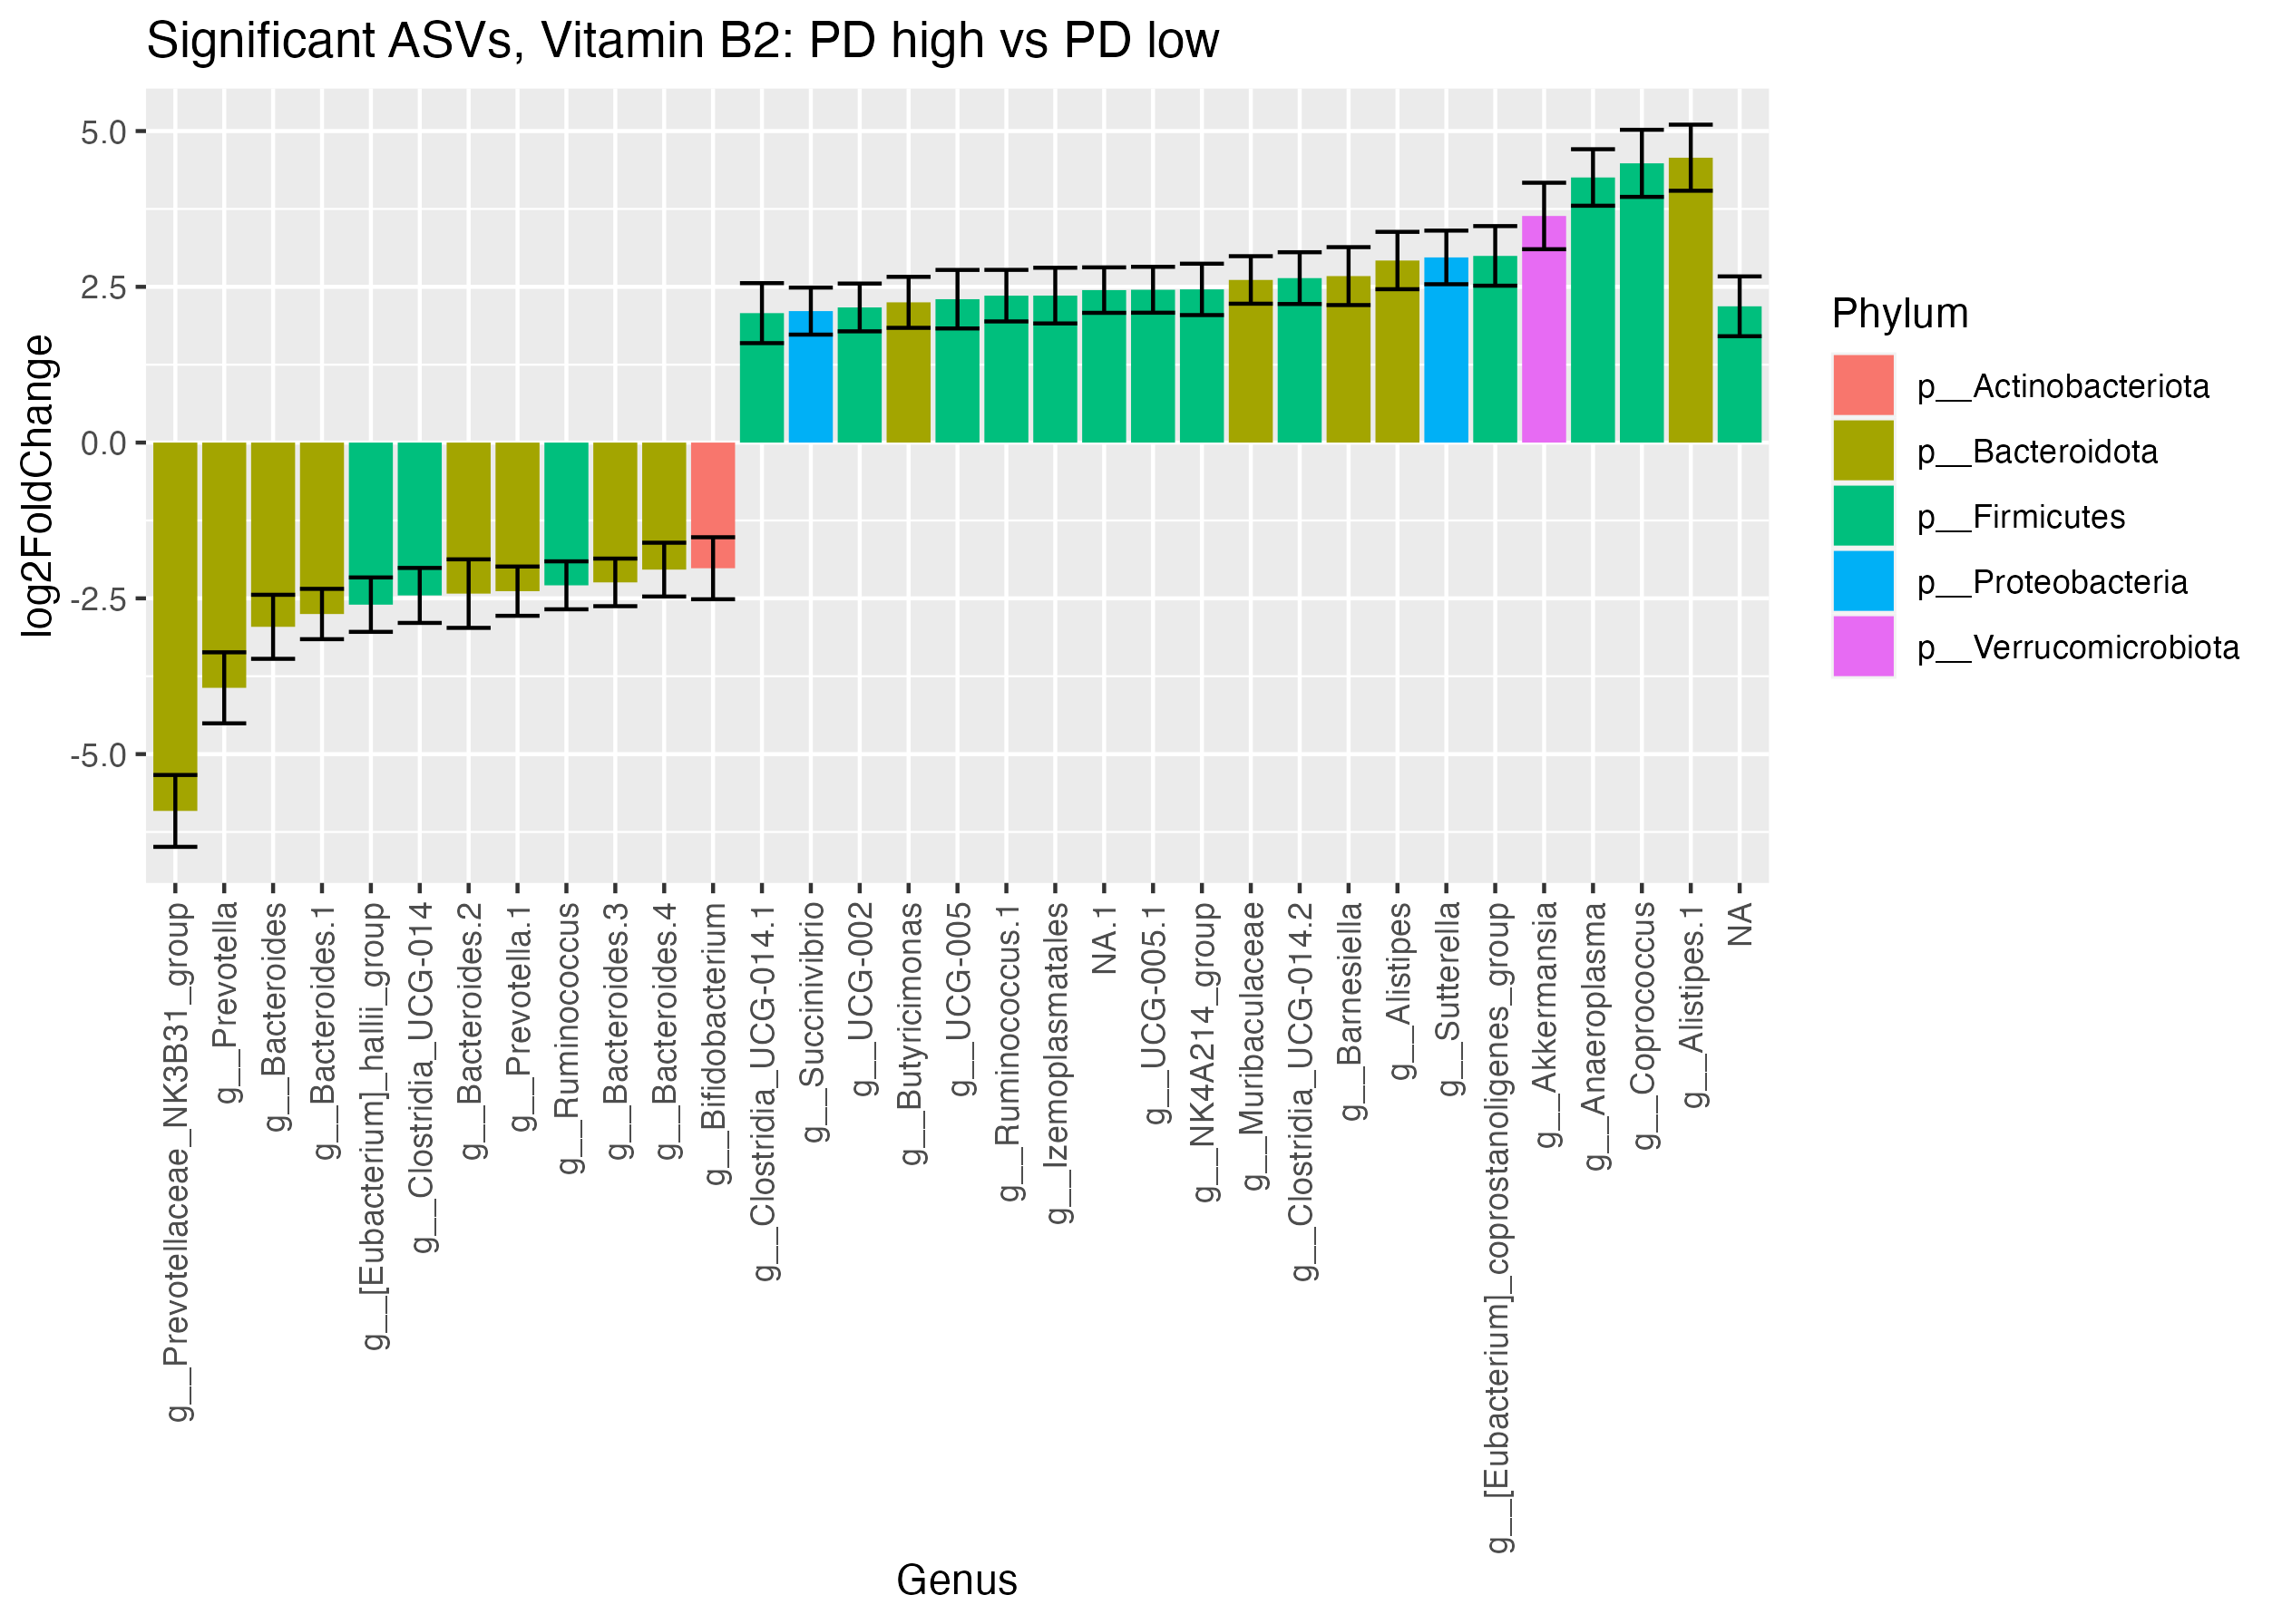 Significant ASVs, Vitamin B2: PD high vs PD low
log2FoldChange
5.0
2.5
0.0
-2.5
-5.0
g__Prevotellaceae_NK3B31_group
g__Prevotella
g__Bacteroides
g__Bacteroides.1
g__[Eubacterium]_hallii_group
g__Clostridia_UCG-014
g__Bacteroides.2
g__Prevotella.1
g__Ruminococcus
g__Bacteroides.3
g__Bacteroides.4
g__Bifidobacterium
g__Clostridia_UCG-014.1
g__Succinivibrio
g__UCG-002
g__Butyricimonas
g__UCG-005
g__Ruminococcus.1
g__Izemoplasmatales
NA.1
g__UCG-005.1
g__NK4A214_group
g__Muribaculaceae
g__Clostridia_UCG-014.2
g__Barnesiella
g__Alistipes
g__Sutterella
g__[Eubacterium]_coprostanoligenes_group
g__Akkermansia
g__Anaeroplasma
g__Coprococcus
g__Alistipes.1
NA
Genus
Phylum
p__Actinobacteriota
p__Bacteroidota
p__Firmicutes
p__Proteobacteria
p__Verrucomicrobiota